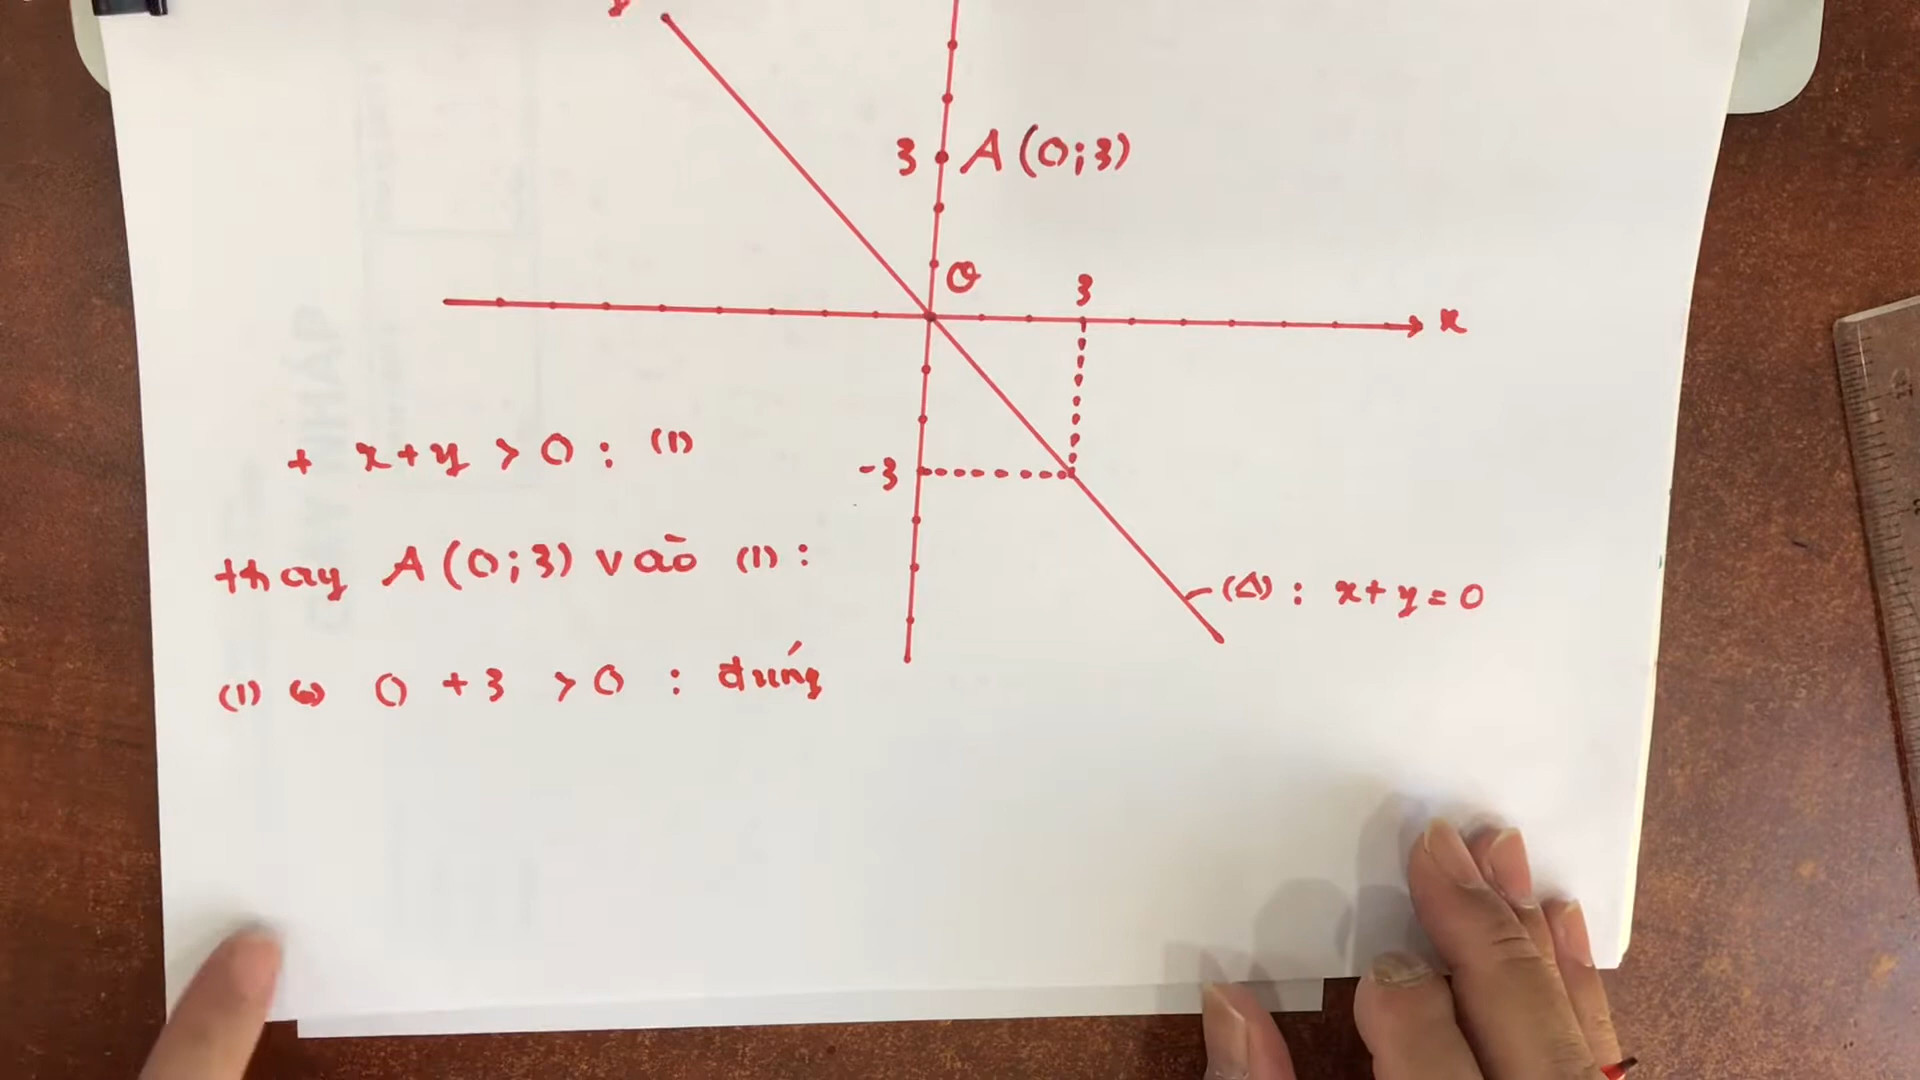 3 A(0;3)
O
3
x
-3
+ x+y > 0 : (1)
thay A(0;3) vào (1) :
(Δ) : x+y=0
(1) ⇔ 0 + 3 > 0 : đúng